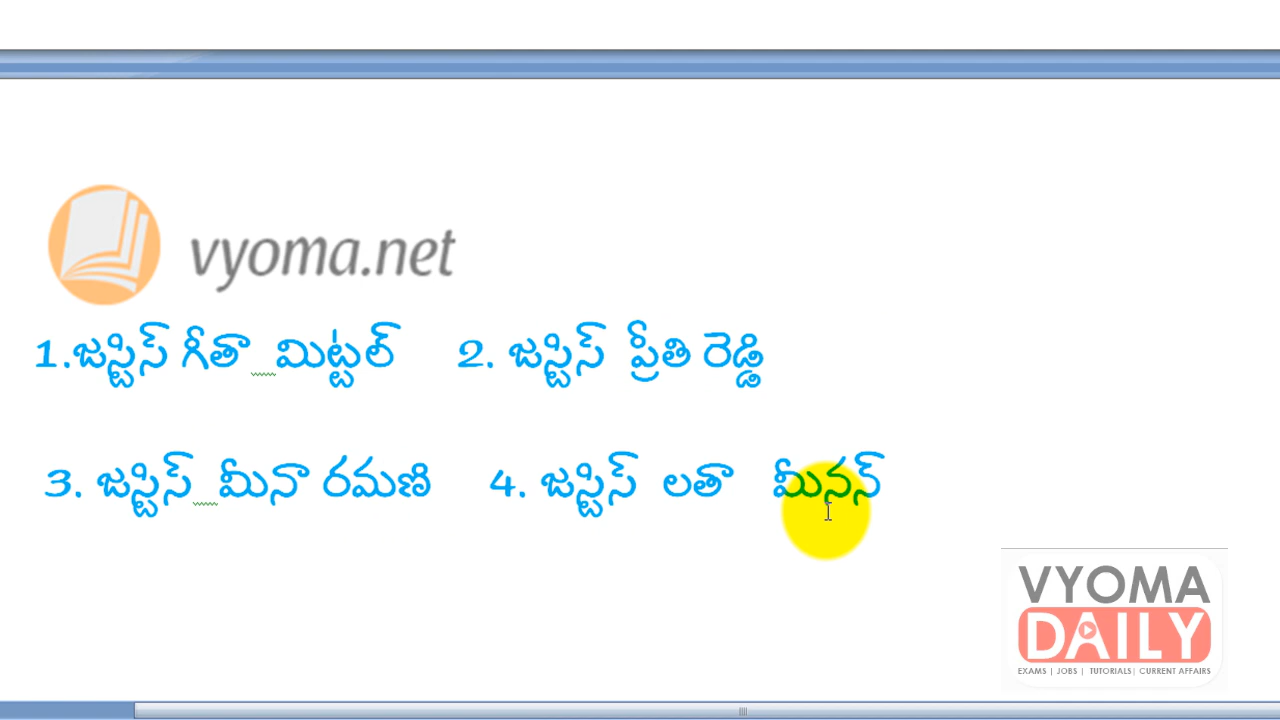 vyoma.net
1.జస్టిస్ గీతా మిట్టల్ 2. జస్టిస్ ప్రీతి రెడ్డి
3. జస్టిస్ మీనా రమణి 4. జస్టిస్ లతా మీనన్
VYOMA
DAILY
EXAMS | JOBS | TUTORIALS | CURRENT AFFAIRS